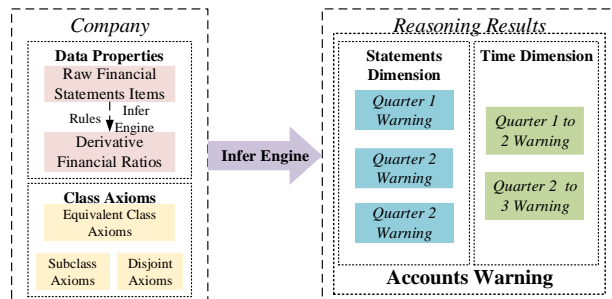 Company
Data Properties
Raw Financial
Statements Items
Rules
Infer
Engine
Derivative
Financial Ratios
Class Axioms
Equivalent Class
Axioms
Subclass
Axioms
Disjoint
Axioms
Infer Engine
Reasoning Results
Statements
Dimension
Quarter 1
Warning
Quarter 2
Warning
Quarter 2
Warning
Time Dimension
Quarter 1 to
2 Warning
Quarter 2 to
3 Warning
Accounts Warning